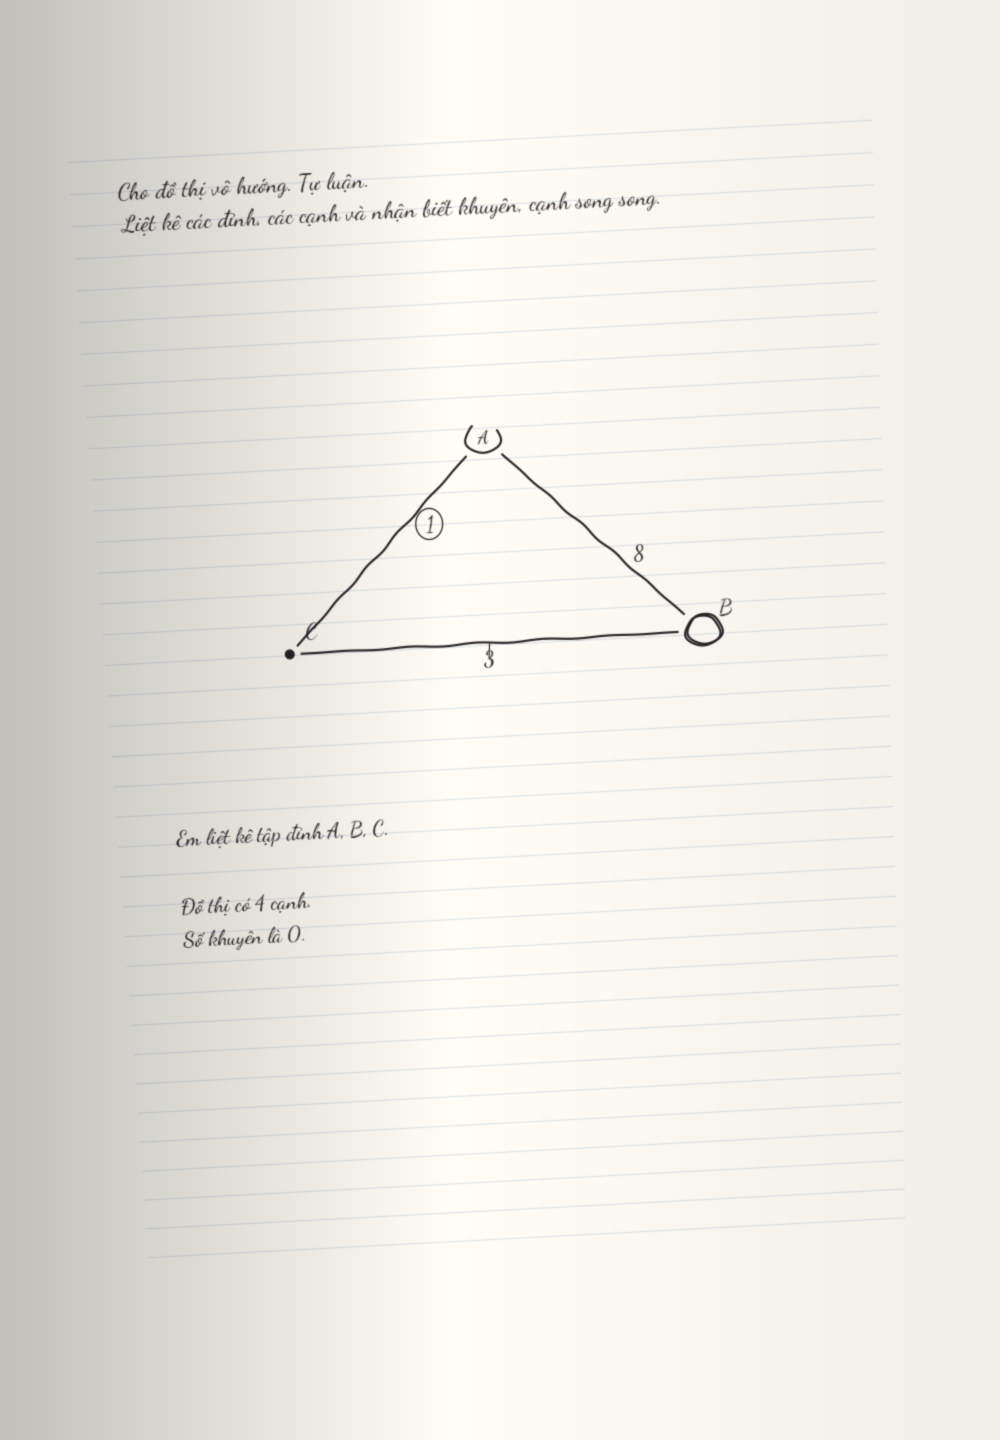 Cho đồ thị vô hướng. Tự luận.
Liệt kê các đỉnh, các cạnh và nhận biết khuyên, cạnh song song.
A
1
8
B
C
3
Em liệt kê tập đỉnh A, B, C.
Đồ thị có 4 cạnh.
Số khuyên là 0.